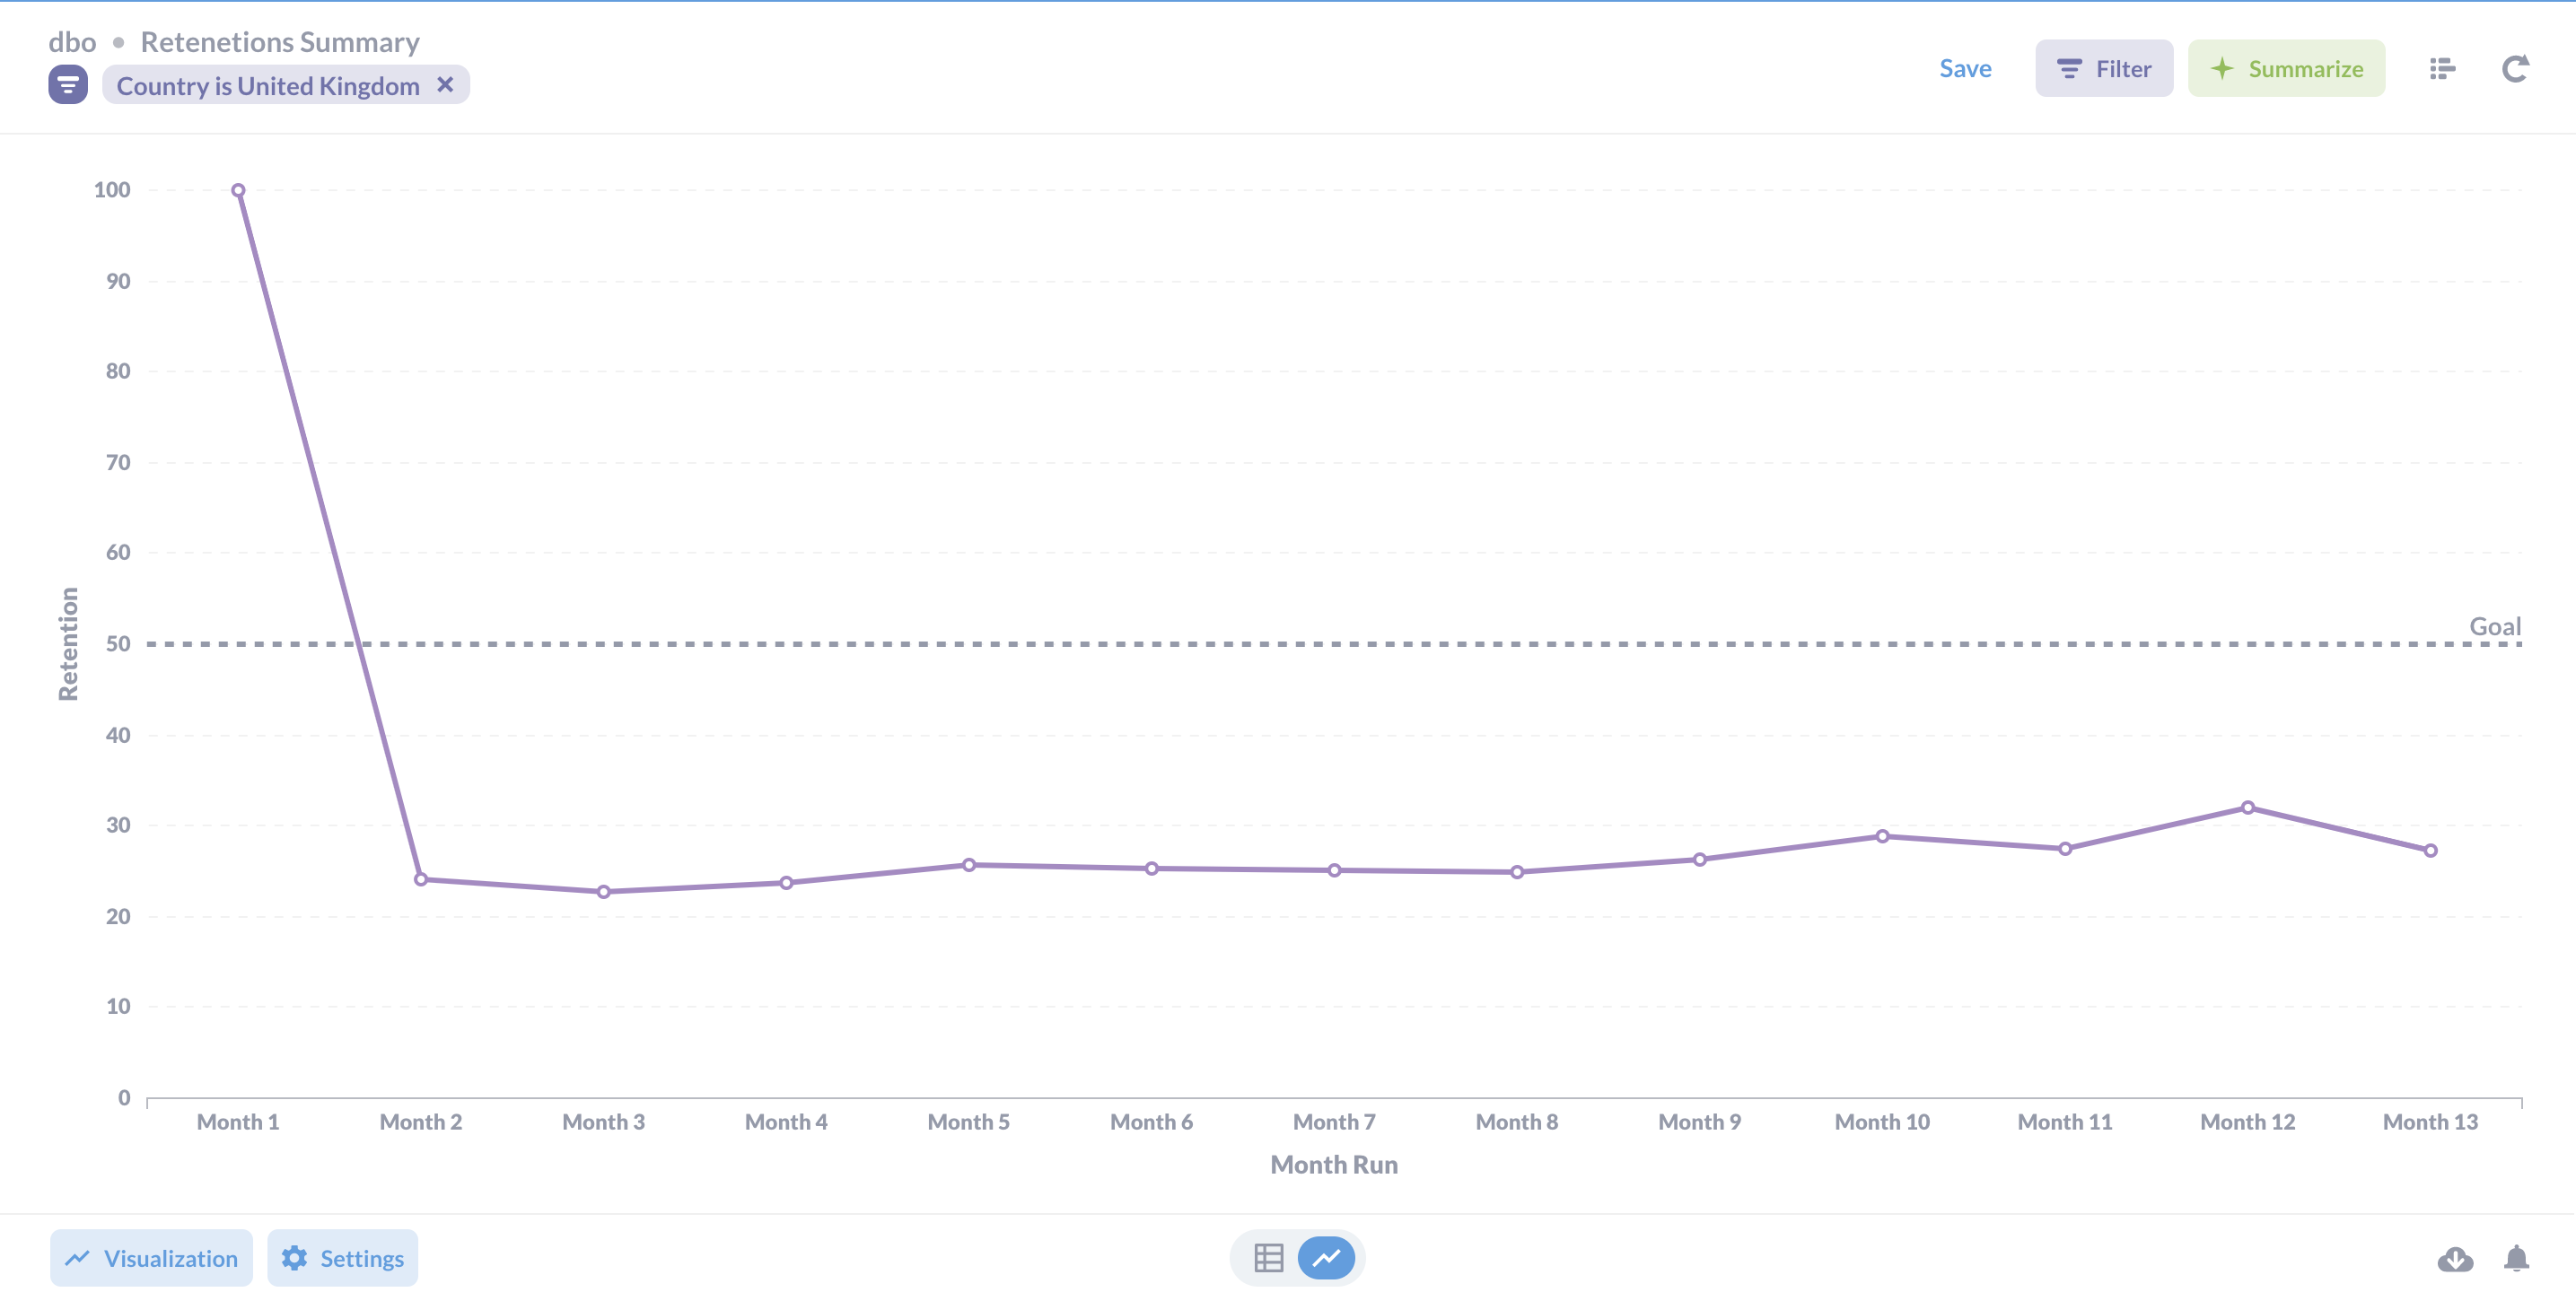 dbo • Retenetions Summary
Country is United Kingdom
Save
Filter
Summarize
100
90
80
70
60
50
40
30
20
10
0
Retention
Goal
Month 1 Month 2 Month 3 Month 4 Month 5 Month 6 Month 7 Month 8 Month 9 Month 10 Month 11 Month 12 Month 13
Month Run
Visualization
Settings